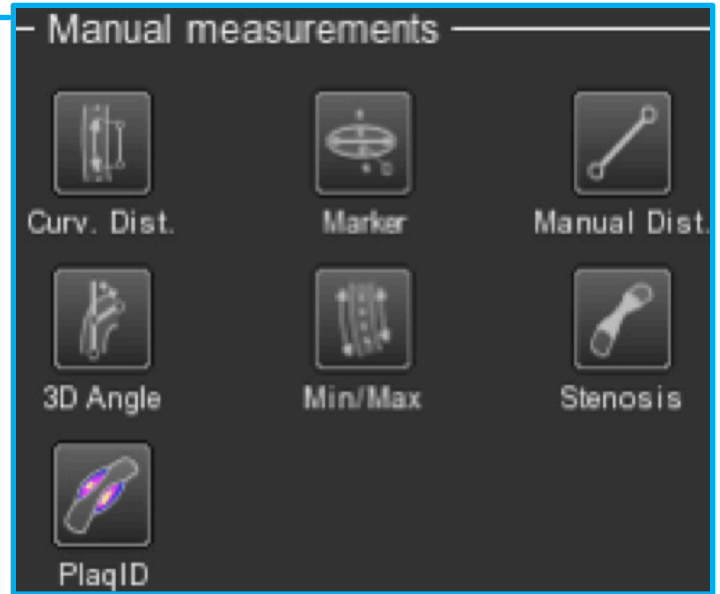 Manual measurements
Curv. Dist. Marker Manual Dist.
3D Angle Min/Max Stenosis
PlaqID